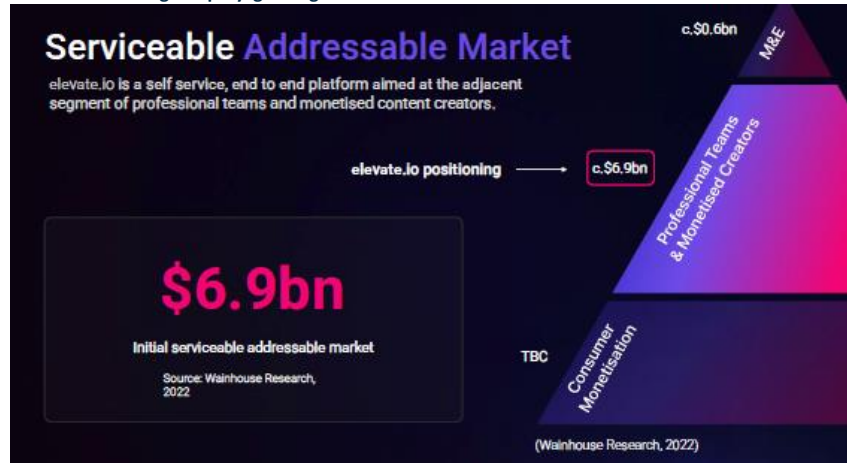 Serviceable Addressable Market
elevate.io is a self service, end to end platform aimed at the adjacent
segment of professional teams and monetised content creators.
c.$0.6bn
M&E
elevate.io positioning
c.$6.9bn
Professional Teams
& Monetised Creators
$6.9bn
Initial serviceable addressable market
Source: Wainhouse Research,
2022
TBC
Consumer
Monetisation
(Wainhouse Research, 2022)